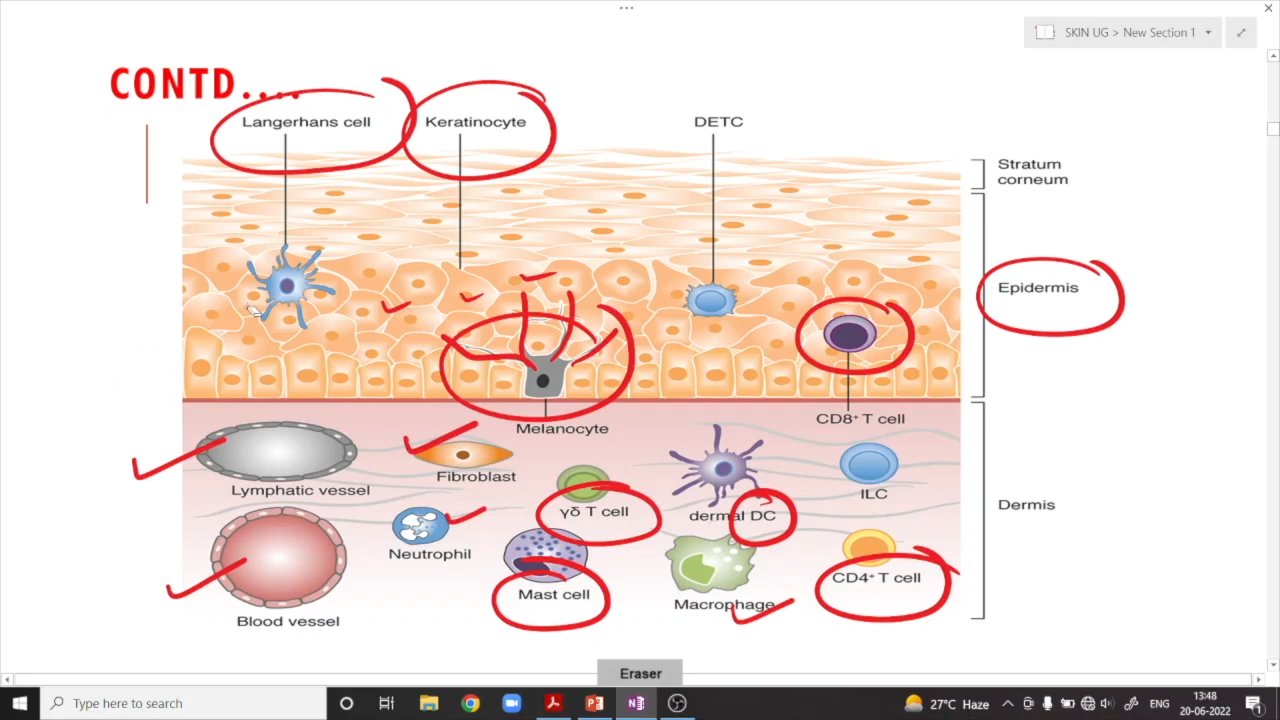 SKIN UG > New Section 1
CONTD....
Langerhans cell
Keratinocyte
DETC
Stratum
corneum
Epidermis
Melanocyte
CD8⁺ T cell
Lymphatic vessel
Fibroblast
γδ T cell
dermal DC
ILC
Dermis
Neutrophil
Mast cell
Macrophage
CD4⁺ T cell
Blood vessel
Eraser
Type here to search
27°C Haze
ENG
13:48
20-06-2022
1